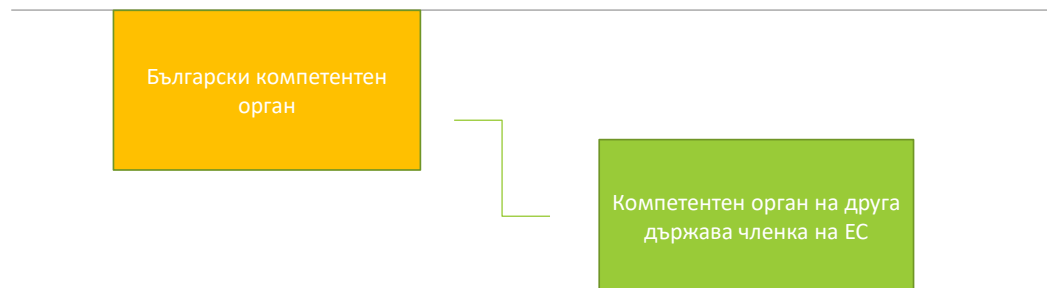 Български компетентен
орган
Компетентен орган на друга
държава членка на ЕС